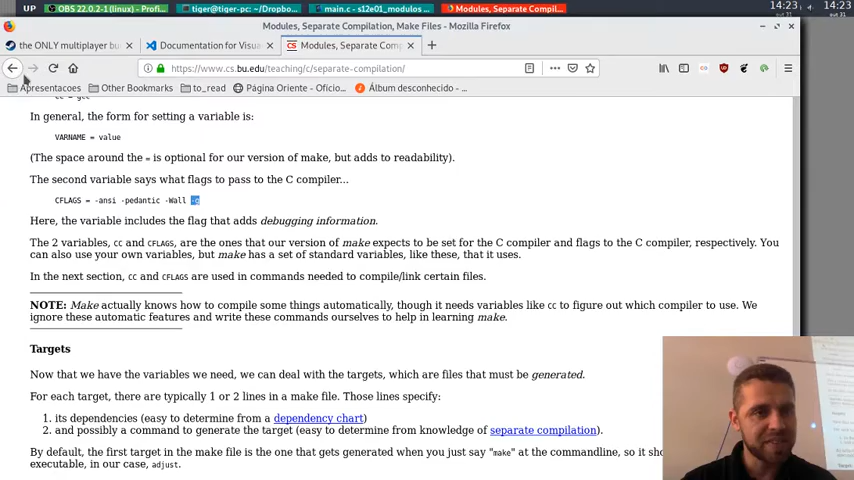 UP
OBS 22.0.2-1 (linux) - Profi...
tiger@tiger-pc: ~/Dropbo...
main.c - s12e01_modulos ...
Modules, Separate Compil...
14:23
14:23
Modules, Separate Compilation, Make Files - Mozilla Firefox
the ONLY multiplayer bu
Documentation for Visua
CS Modules, Separate Comp
https://www.cs.bu.edu/teaching/c/separate-compilation/
Apresentacoes
Other Bookmarks
to_read
Página Oriente - Ofício...
Álbum desconhecido - ...
In general, the form for setting a variable is:
VARNAME = value
(The space around the = is optional for our version of make, but adds to readability).
The second variable says what flags to pass to the C compiler...
CFLAGS = -ansi -pedantic -Wall -g
Here, the variable includes the flag that adds debugging information.
The 2 variables, CC and CFLAGS, are the ones that our version of make expects to be set for the C compiler and flags to the C compiler, respectively. You
can also use your own variables, but make has a set of standard variables, like these, that it uses.
In the next section, CC and CFLAGS are used in commands needed to compile/link certain files.
NOTE: Make actually knows how to compile some things automatically, though it needs variables like CC to figure out which compiler to use. We
ignore these automatic features and write these commands ourselves to help in learning make.
Targets
Now that we have the variables we need, we can deal with the targets, which are files that must be generated.
For each target, there are typically 1 or 2 lines in a make file. Those lines specify:
1. its dependencies (easy to determine from a dependency chart)
2. and possibly a command to generate the target (easy to determine from knowledge of separate compilation).
By default, the first target in the make file is the one that gets generated when you just say "make" at the commandline, so it sho
executable, in our case, adjust.